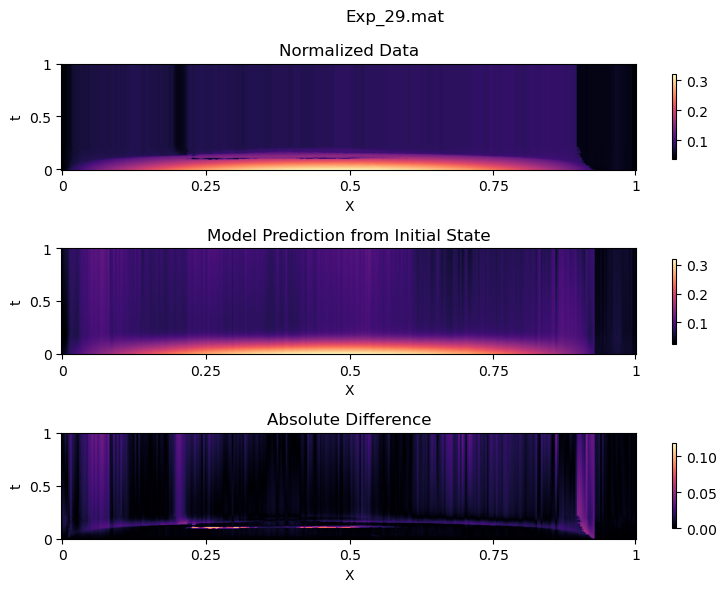 Exp_29.mat
Normalized Data
1
0.5
0
t
0 0.25 0.5 0.75 1
X
0.3
0.2
0.1
Model Prediction from Initial State
1
0.5
0
t
0 0.25 0.5 0.75 1
X
0.3
0.2
0.1
Absolute Difference
1
0.5
0
t
0 0.25 0.5 0.75 1
X
0.10
0.05
0.00